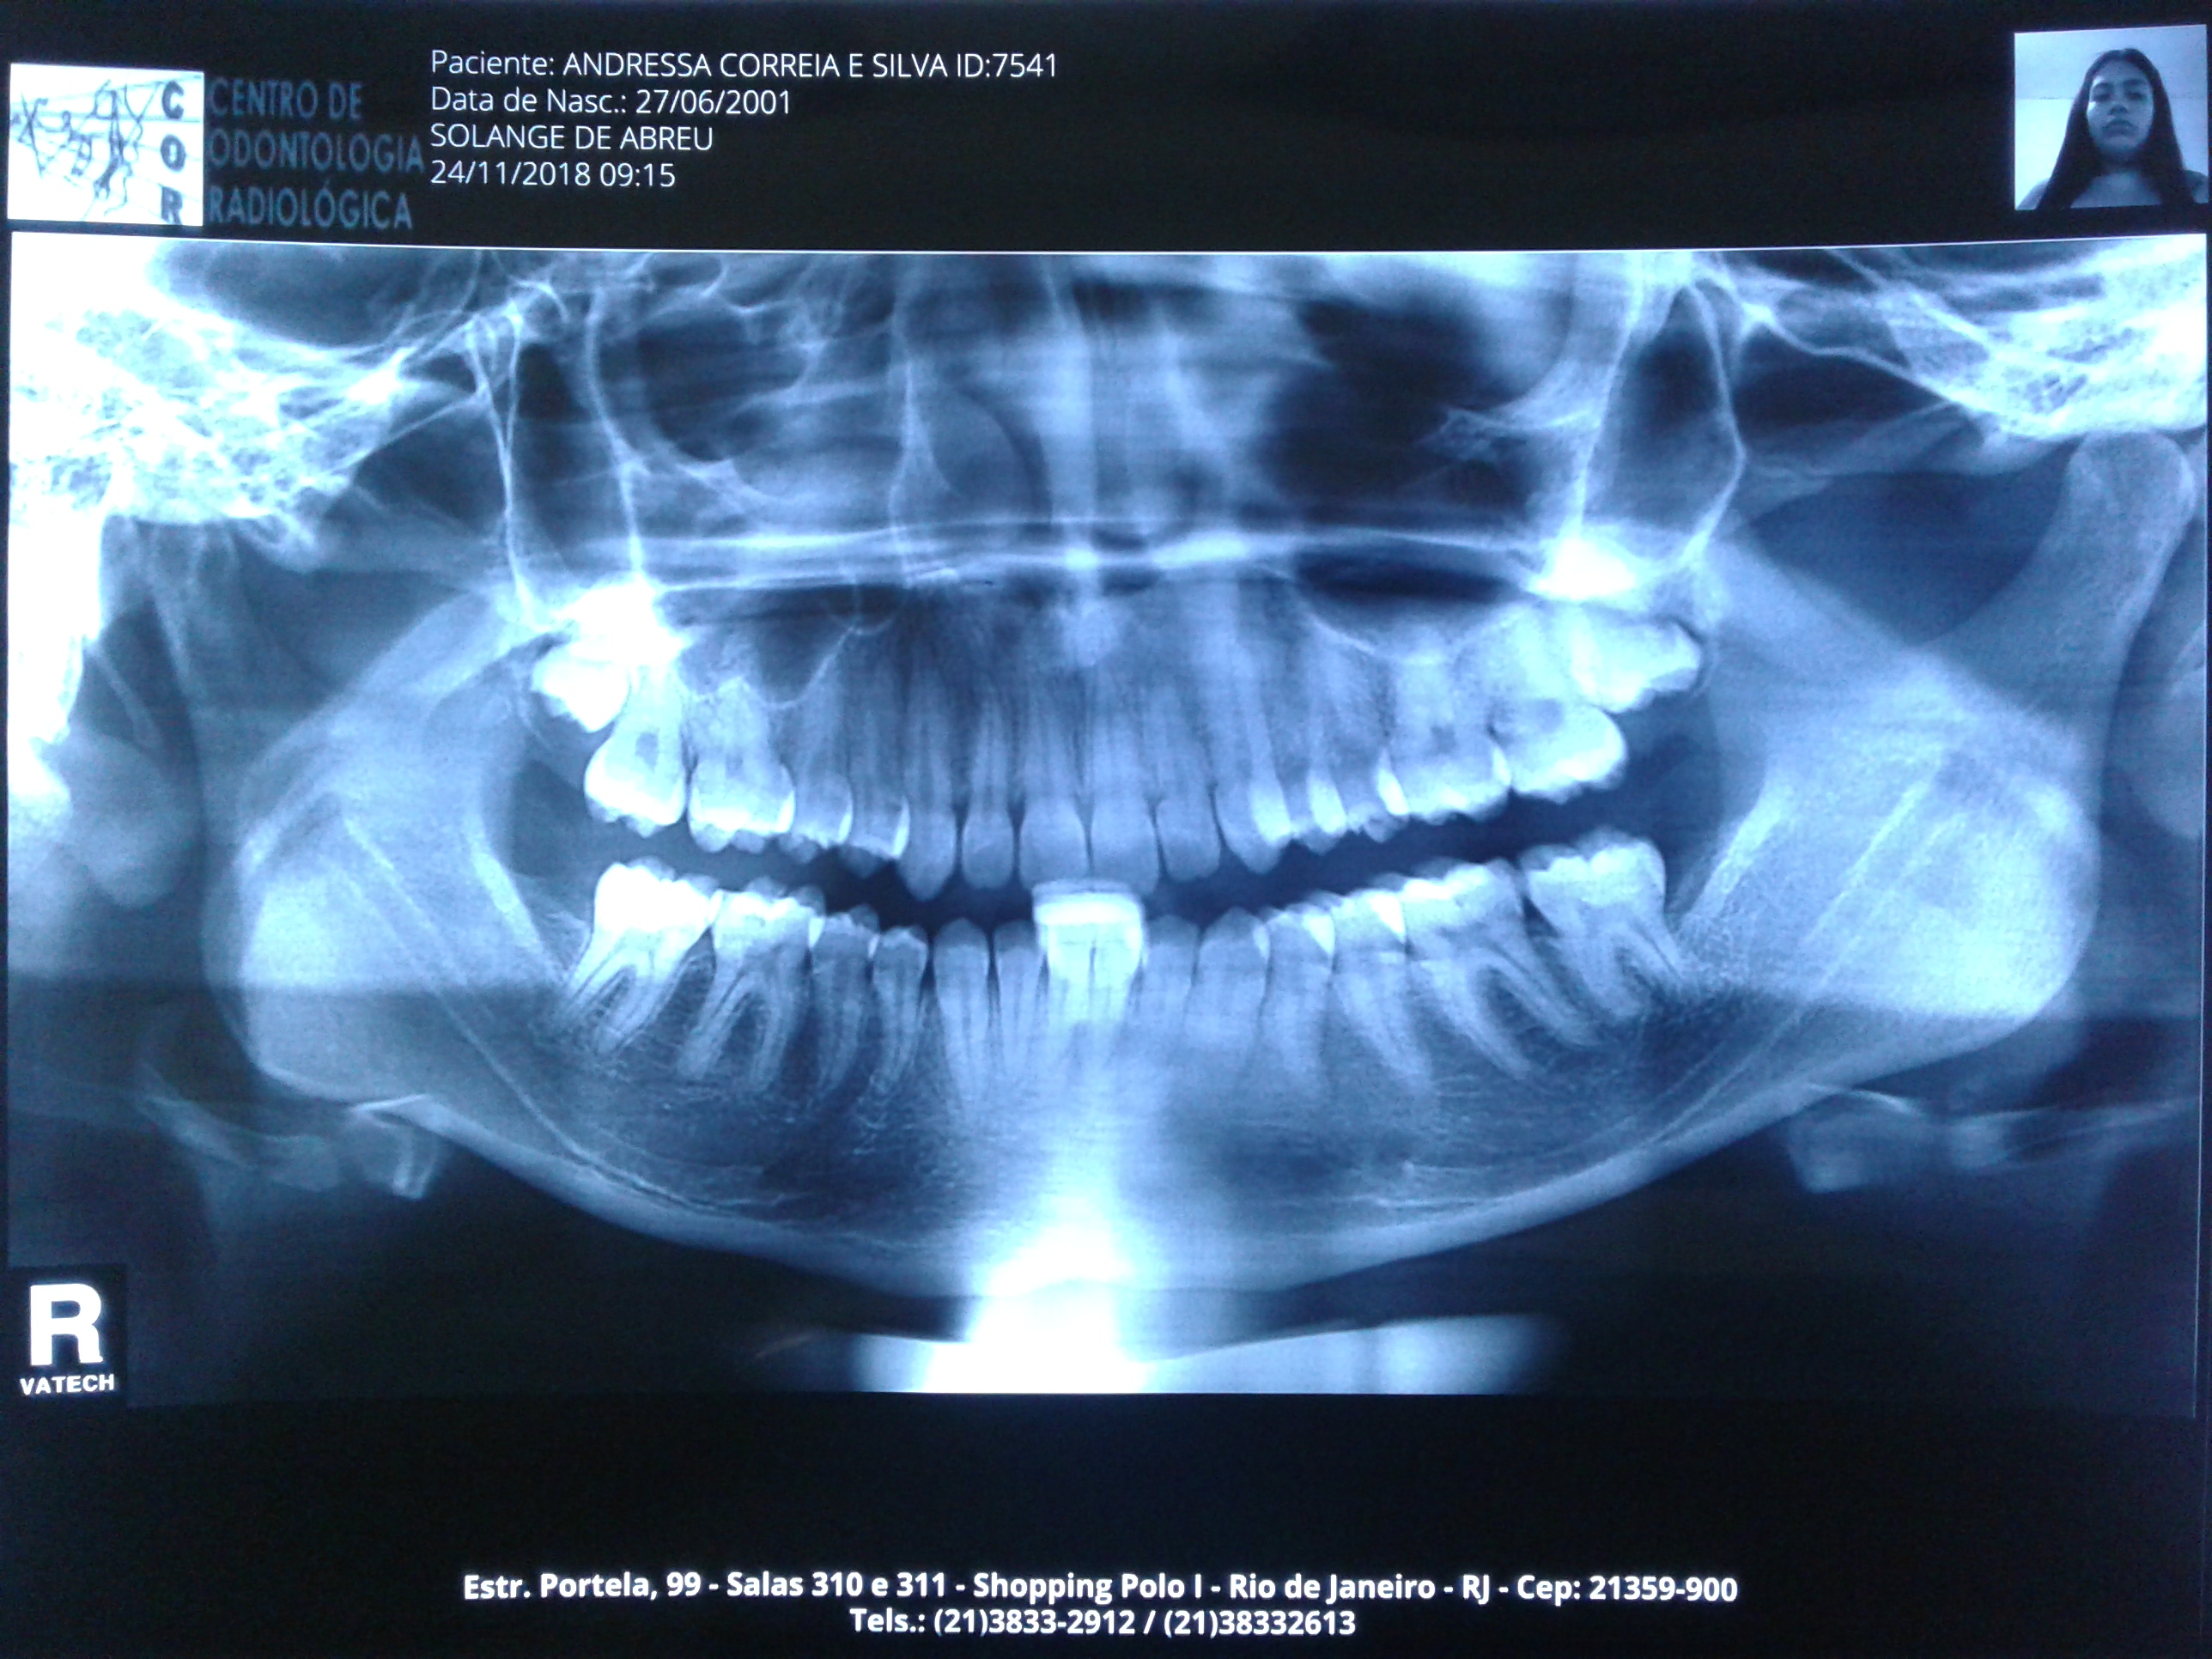 C
O
R
CENTRO DE
ODONTOLOGIA
RADIOLÓGICA
Paciente: ANDRESSA CORREIA E SILVA ID:7541
Data de Nasc.: 27/06/2001
SOLANGE DE ABREU
24/11/2018 09:15
R
VATECH
Estr. Portela, 99 - Salas 310 e 311 - Shopping Polo I - Rio de Janeiro - RJ - Cep: 21359-900
Tels.: (21)3833-2912 / (21)38332613